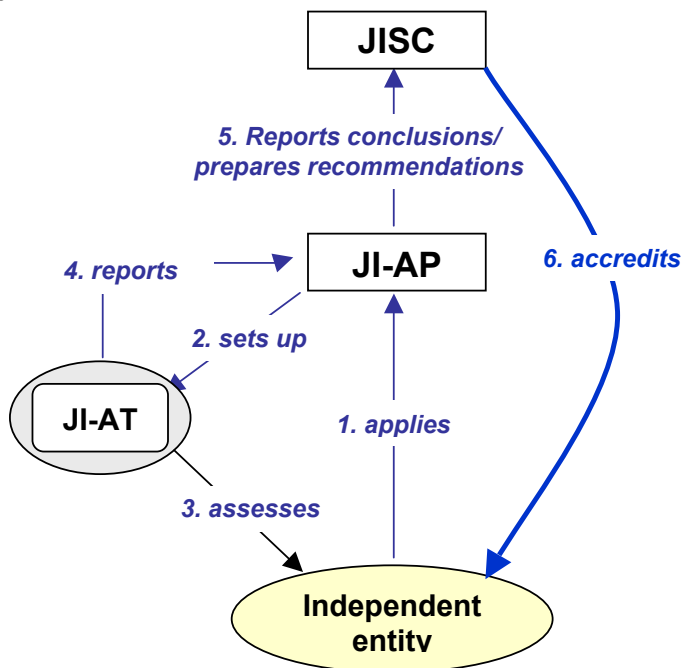 JISC
5. Reports conclusions/
prepares recommendations
JI-AP
6. accredits
4. reports
2. sets up
JI-AT
1. applies
3. assesses
Independent
entity